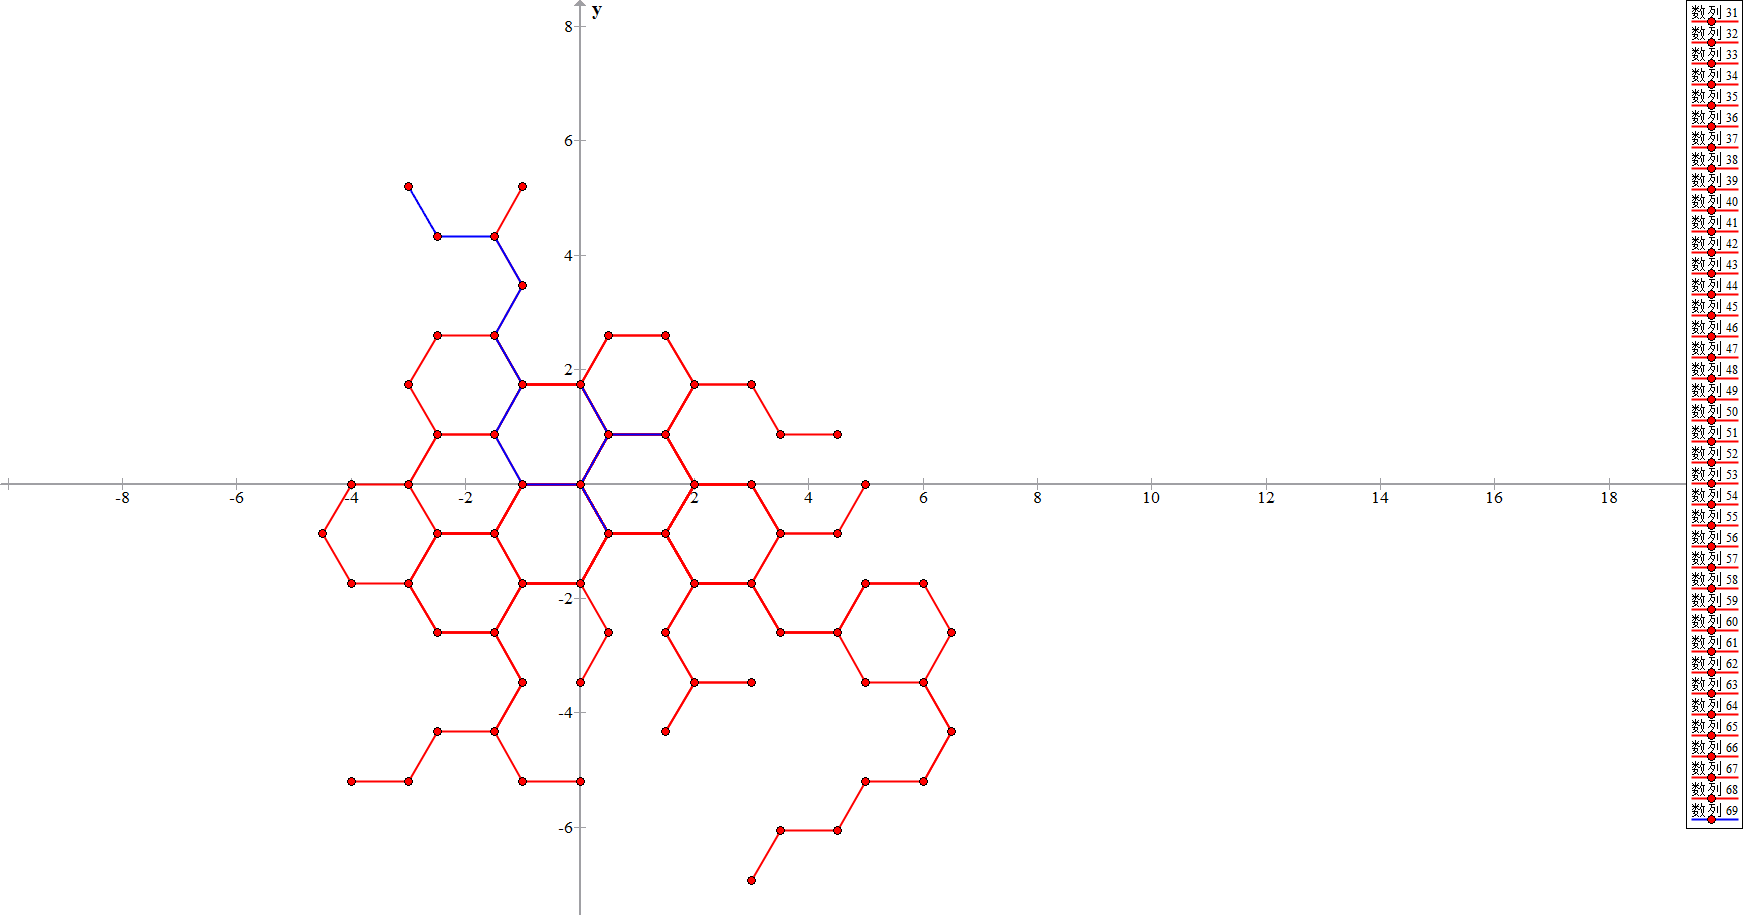 y
8
6
4
2
-8
-6
-4
-2
2
4
6
8
10
12
14
16
18
-2
-4
-6
数列 31
数列 32
数列 33
数列 34
数列 35
数列 36
数列 37
数列 38
数列 39
数列 40
数列 41
数列 42
数列 43
数列 44
数列 45
数列 46
数列 47
数列 48
数列 49
数列 50
数列 51
数列 52
数列 53
数列 54
数列 55
数列 56
数列 57
数列 58
数列 59
数列 60
数列 61
数列 62
数列 63
数列 64
数列 65
数列 66
数列 67
数列 68
数列 69